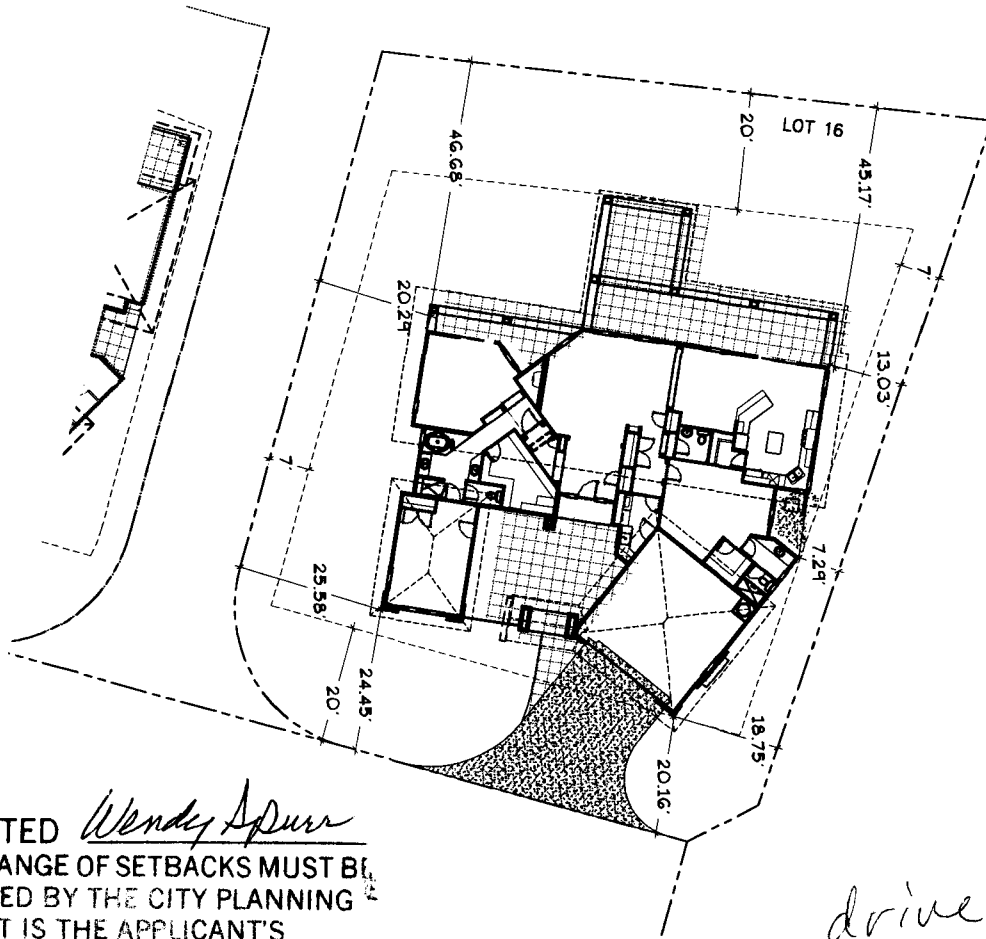 LOT 16
20'
46.68'
45.17'
7'
20.29'
13.03'
7'
7.29'
25.58'
24.45'
20'
18.75'
20.16'
TED Wendy Spurr
ANGE OF SETBACKS MUST BE
ED BY THE CITY PLANNING
T IS THE APPLICANT'S
drive